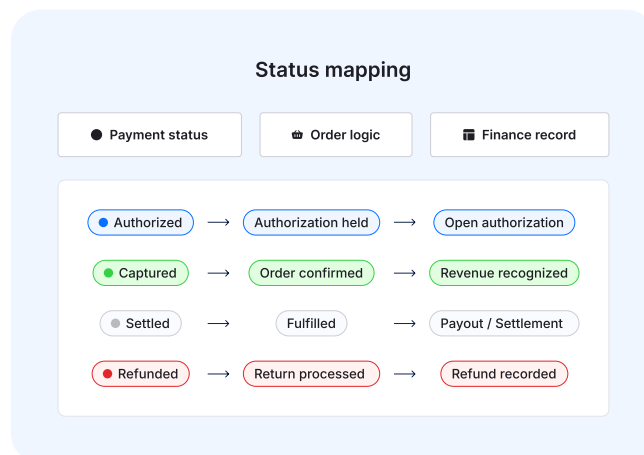 Status mapping
Payment status Order logic Finance record
Authorized Authorization held Open authorization
Captured Order confirmed Revenue recognized
Settled Fulfilled Payout / Settlement
Refunded Return processed Refund recorded